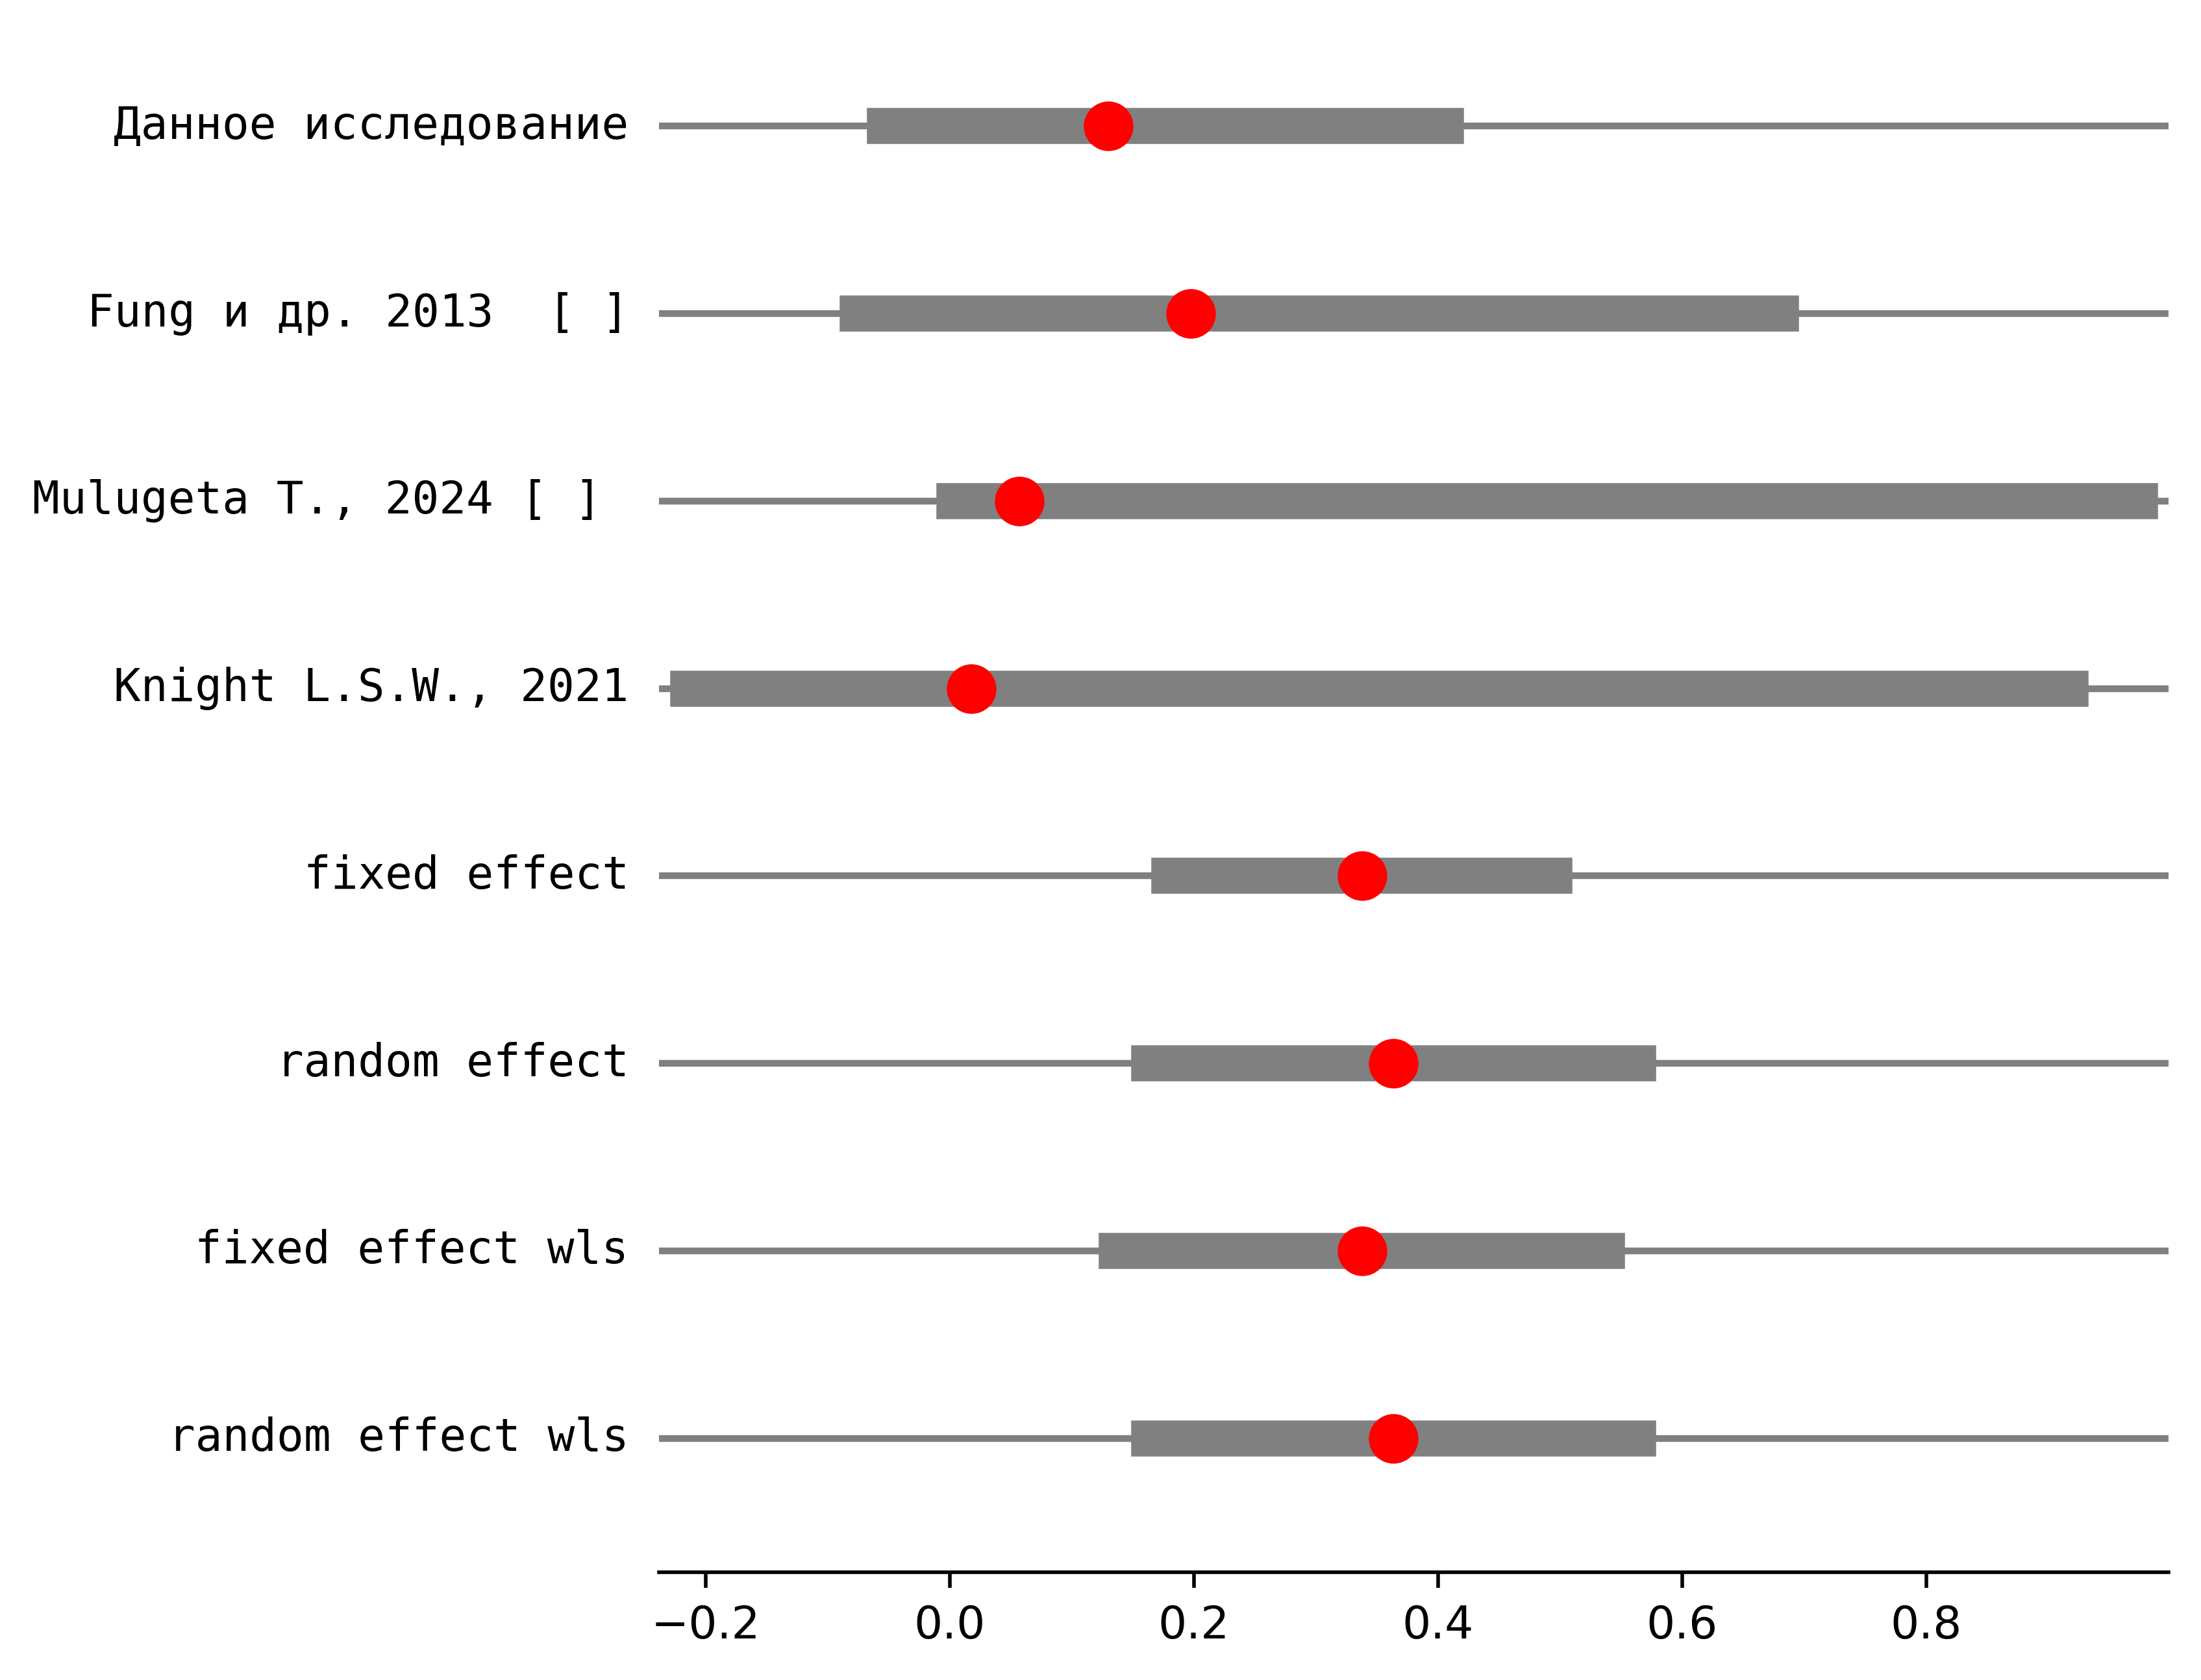 Данное исследование
Fung и др. 2013  [ ]
Mulugeta T., 2024 [ ]
Knight L.S.W., 2021
fixed effect
random effect
fixed effect wls
random effect wls
−0.2 0.0 0.2 0.4 0.6 0.8